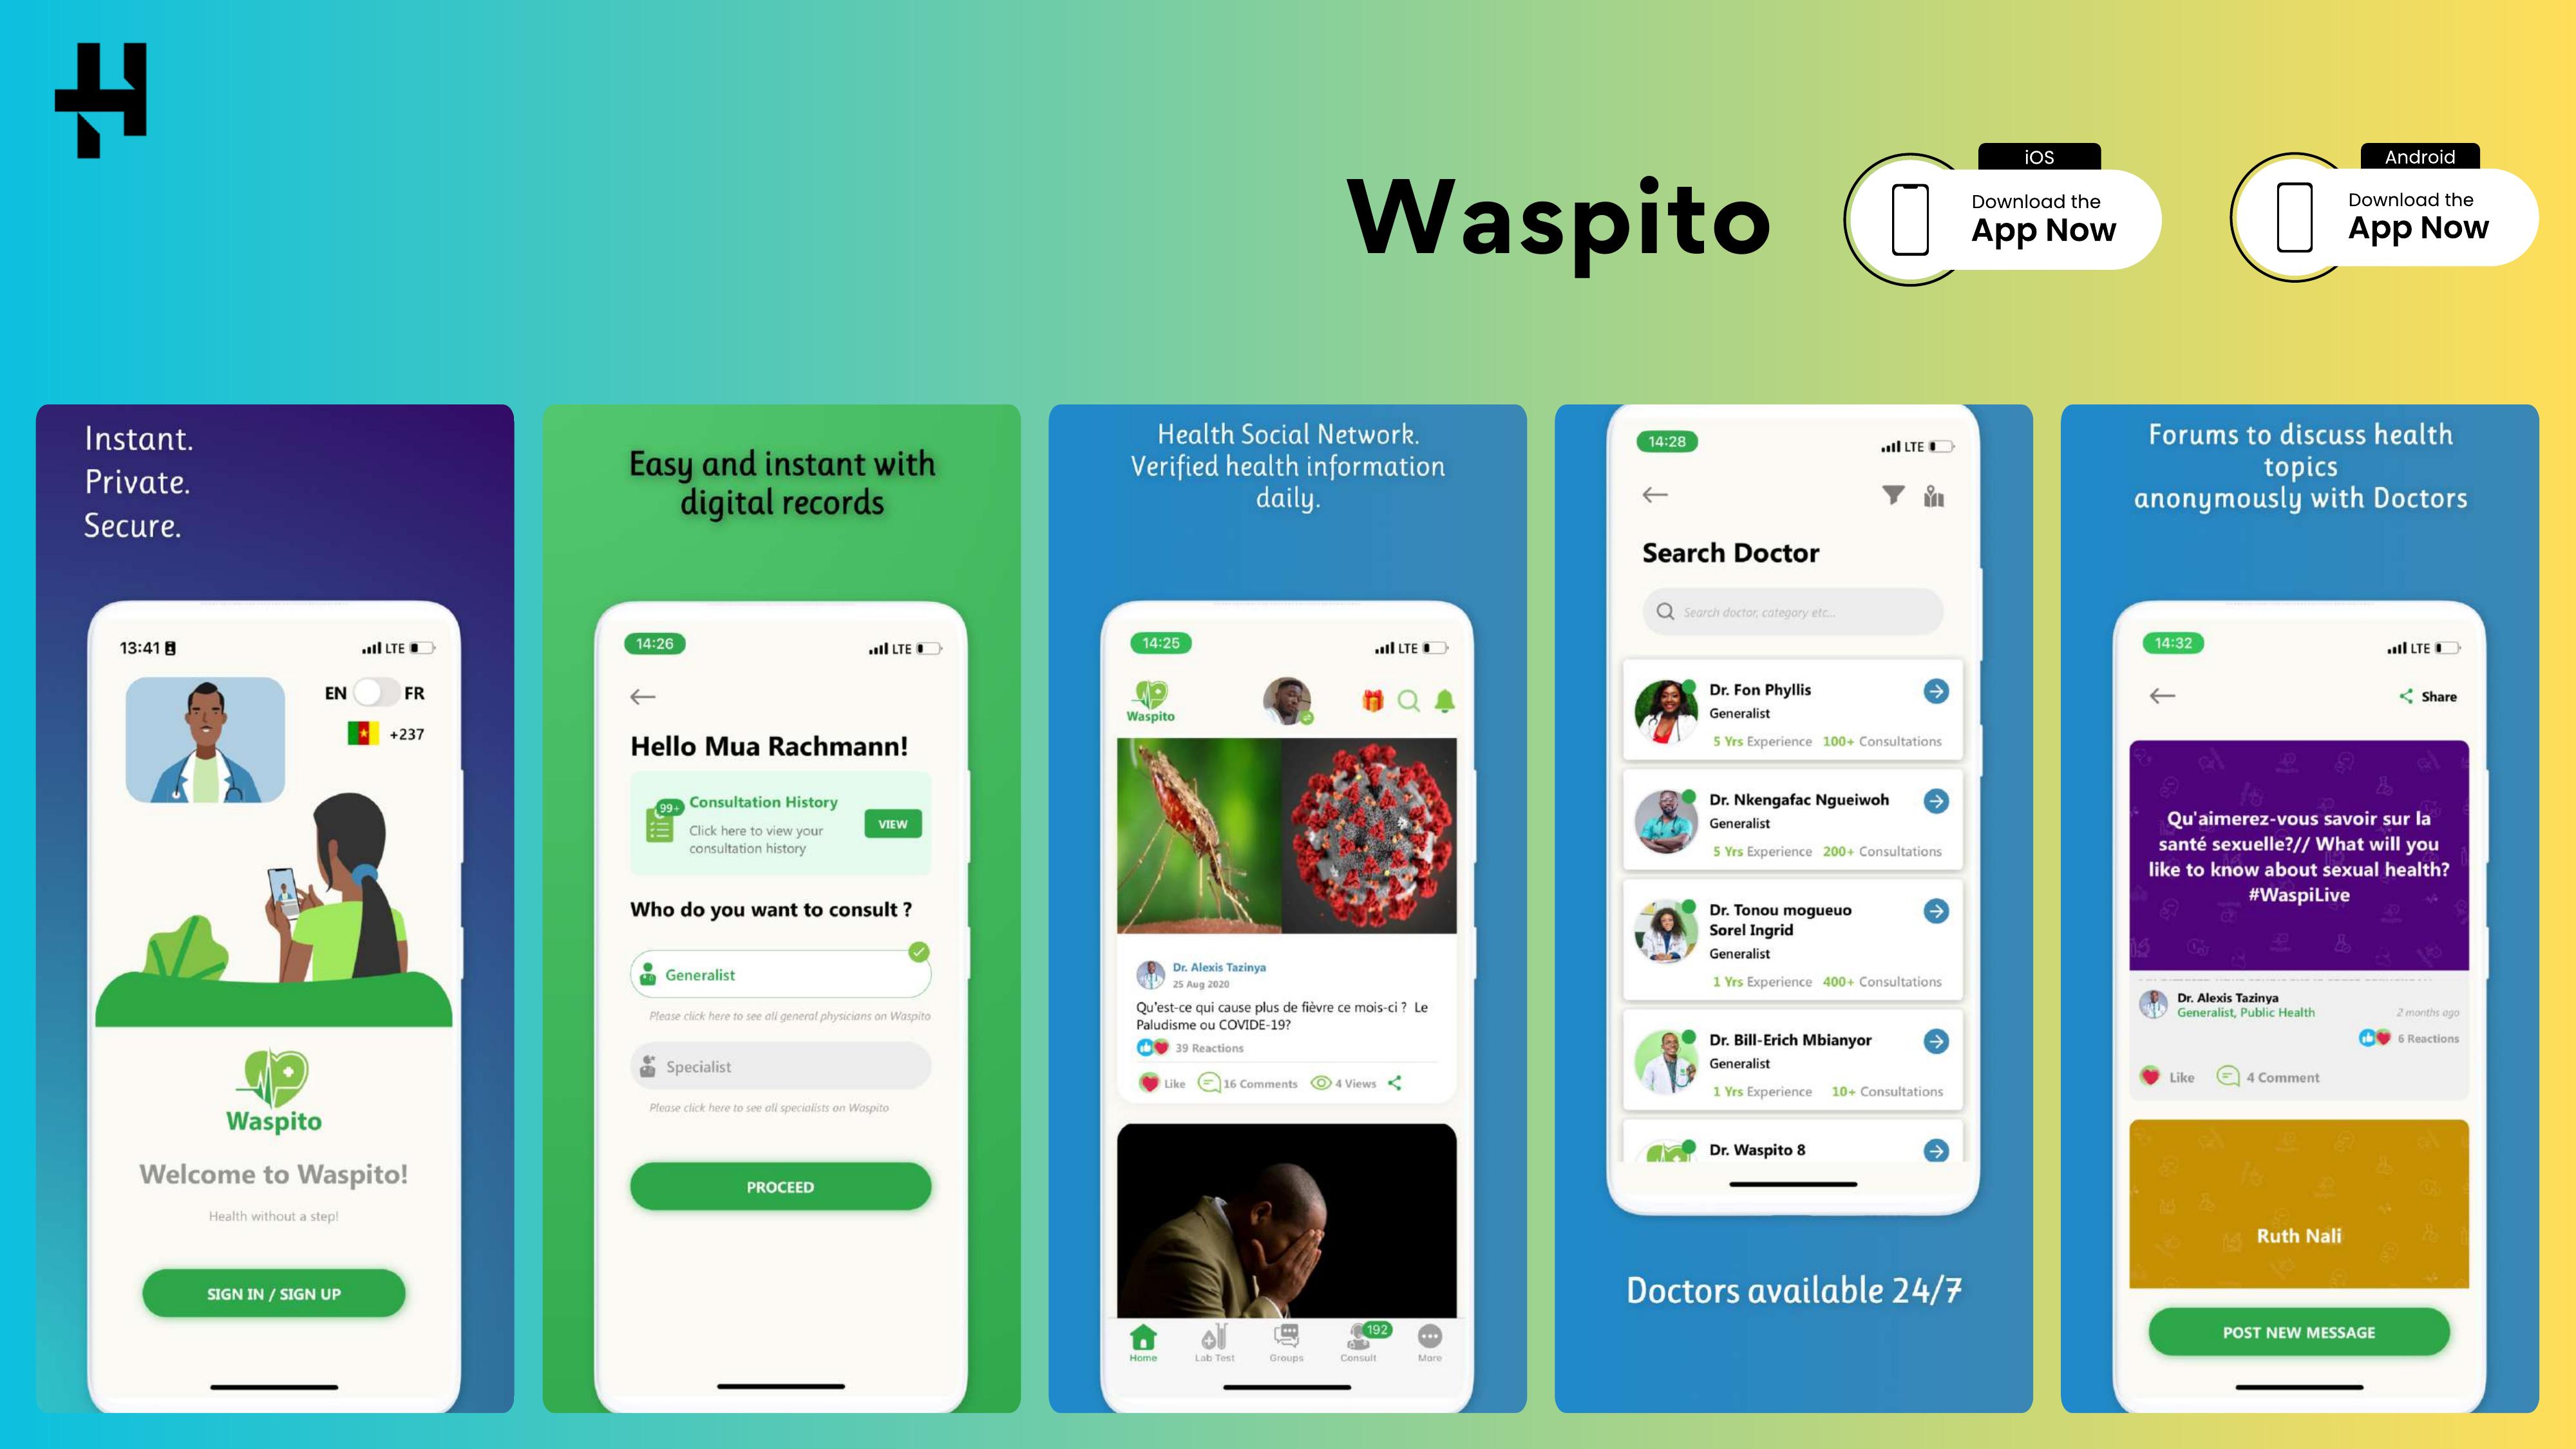 Waspito
iOS
Download the
App Now
Android
Download the
App Now
Instant.
Private.
Secure.
13:41
LTE
EN
FR
+237
Waspito
Welcome to Waspito!
Health without a step!
SIGN IN / SIGN UP
Easy and instant with
digital records
14:26
LTE
Hello Mua Rachmann!
99+
Consultation History
Click here to view your
consultation history
VIEW
Who do you want to consult ?
Generalist
Please click here to see all general physicians on Waspito
Specialist
Please click here to see all specialists on Waspito
PROCEED
Health Social Network.
Verified health information
daily.
14:25
LTE
Waspito
Dr. Alexis Tazinya
25 Aug 2020
Qu'est-ce qui cause plus de fièvre ce mois-ci ? Le
Paludisme ou COVIDE-19?
39 Reactions
Like 16 Comments 4 Views
192
Home Lab Test Groups Consult More
14:28
LTE
Search Doctor
Search doctor, category etc...
Dr. Fon Phyllis
Generalist
5 Yrs Experience 100+ Consultations
Dr. Nkengafac Ngueiwoh
Generalist
5 Yrs Experience 200+ Consultations
Dr. Tonou mogueuo
Sorel Ingrid
Generalist
1 Yrs Experience 400+ Consultations
Dr. Bill-Erich Mbianyor
Generalist
1 Yrs Experience 10+ Consultations
Dr. Waspito 8
Doctors available 24/7
Forums to discuss health
topics
anonymously with Doctors
14:32
LTE
Share
Qu'aimerez-vous savoir sur la
santé sexuelle?// What will you
like to know about sexual health?
#WaspiLive
Dr. Alexis Tazinya
Generalist, Public Health
2 months ago
6 Reactions
Like 4 Comment
Ruth Nali
POST NEW MESSAGE